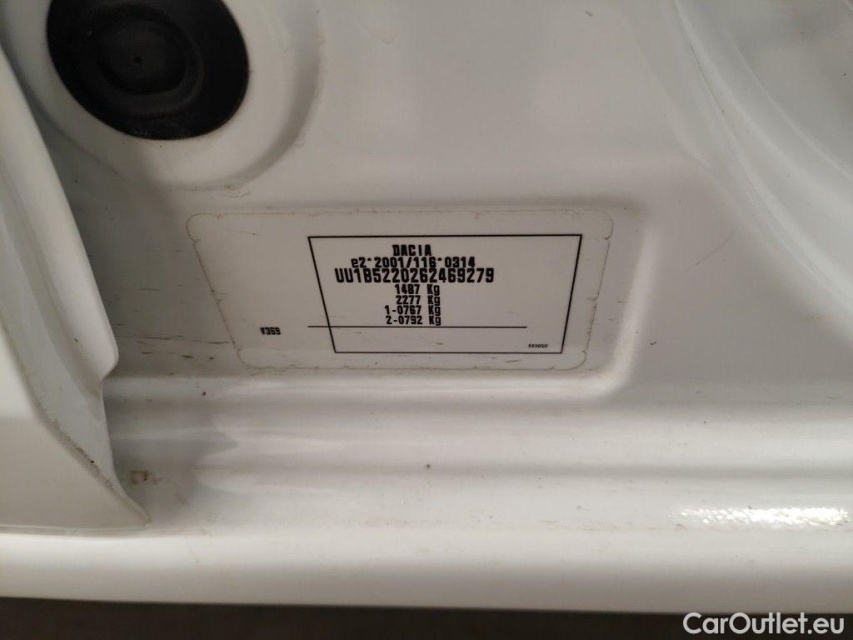 DACIA
e2*2001/116*0314
UU1B5220262469279
1487 Kg
2277 Kg
1-0767 Kg
2-0792 Kg
V369
CarOutlet.eu